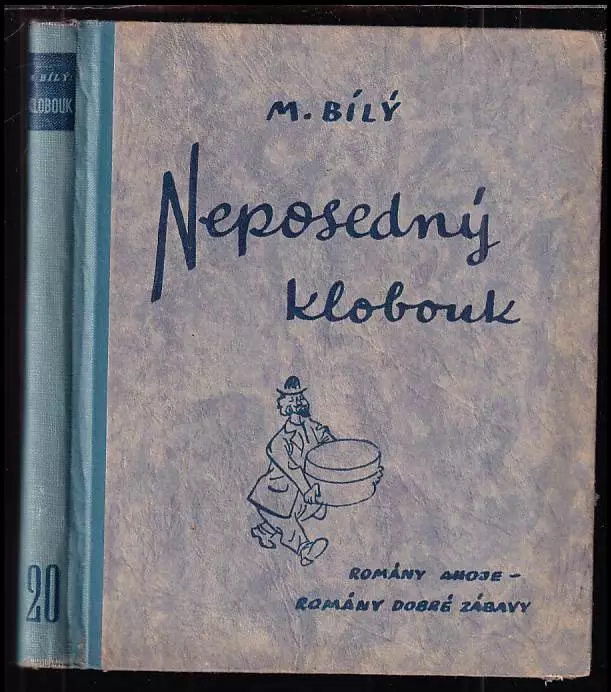 BÍLÝ:
KLOBOUK
20
M. BÍLÝ
Neposedný
klobouk
ROMÁNY AHOJE –
ROMÁNY DOBRÉ ZÁBAVY